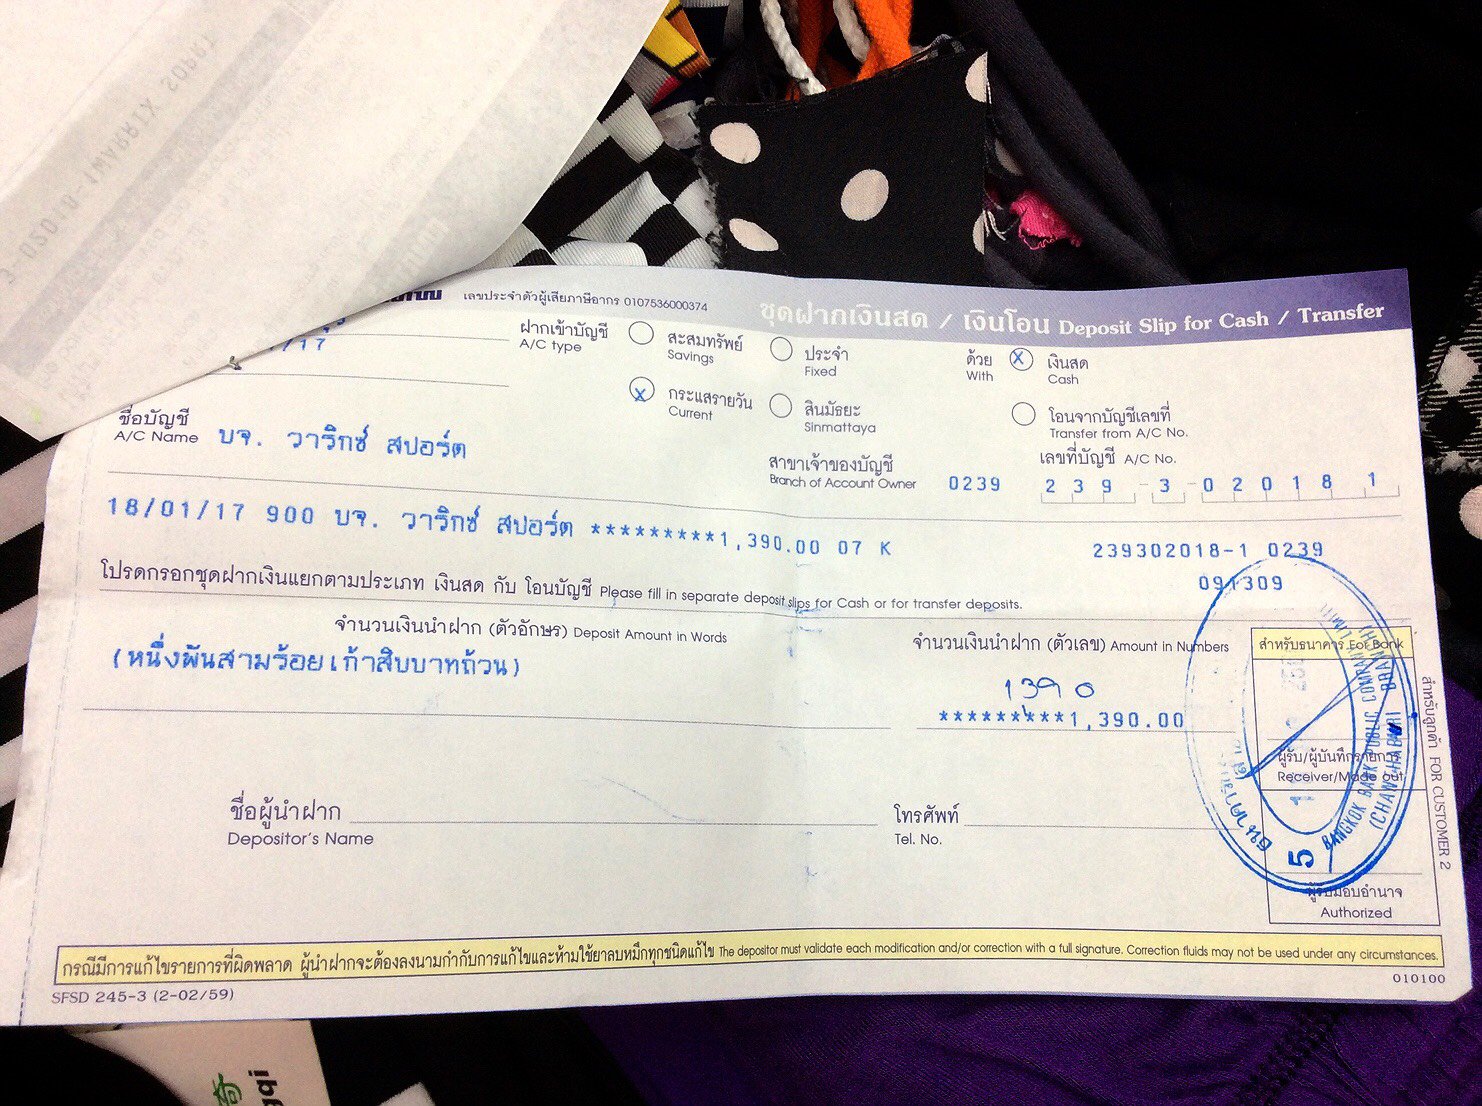 เลขประจำตัวผู้เสียภาษีอากร 0107536000374
ชุดฝากเงินสด / เงินโอน Deposit Slip for Cash / Transfer
/17
ฝากเข้าบัญชี
A/C type
สะสมทรัพย์
Savings
ประจำ
Fixed
ด้วย
With
X
เงินสด
Cash
X
กระแสรายวัน
Current
สินมัธยะ
Sinmattaya
โอนจากบัญชีเลขที่
Transfer from A/C No.
ชื่อบัญชี
A/C Name
บจ. วาริกซ์ สปอร์ต
สาขาเจ้าของบัญชี
Branch of Account Owner
0239
เลขที่บัญชี A/C No.
2 3 9 - 3 - 0 2 0 1 8 1
18/01/17 900 บจ. วาริกซ์ สปอร์ต *********1,390.00 07 K
239302018-1 0239
091309
โปรดกรอกชุดฝากเงินแยกตามประเภท เงินสด กับ โอนบัญชี Please fill in separate deposit slips for Cash or for transfer deposits.
จำนวนเงินนำฝาก (ตัวอักษร) Deposit Amount in Words
(หนึ่งพันสามร้อยเก้าสิบบาทถ้วน)
จำนวนเงินนำฝาก (ตัวเลข) Amount in Numbers
1390
*********1,390.00
สำหรับธนาคาร For Bank
ผู้รับ/ผู้บันทึกรายการ
Receiver/Made out
ผู้รับมอบอำนาจ
Authorized
BANGKOK BANK PUBLIC COMPANY LIMITED
(CHANTHABURI BRANCH)
5
สำหรับลูกค้า FOR CUSTOMER 2
ชื่อผู้นำฝาก
Depositor's Name
โทรศัพท์
Tel. No.
กรณีมีการแก้ไขรายการที่ผิดพลาด ผู้นำฝากจะต้องลงนามกำกับการแก้ไขและห้ามใช้ยาลบหมึกทุกชนิดแก้ไข The depositor must validate each modification and/or correction with a full signature. Correction fluids may not be used under any circumstances.
SFSD 245-3 (2-02/59)
010100